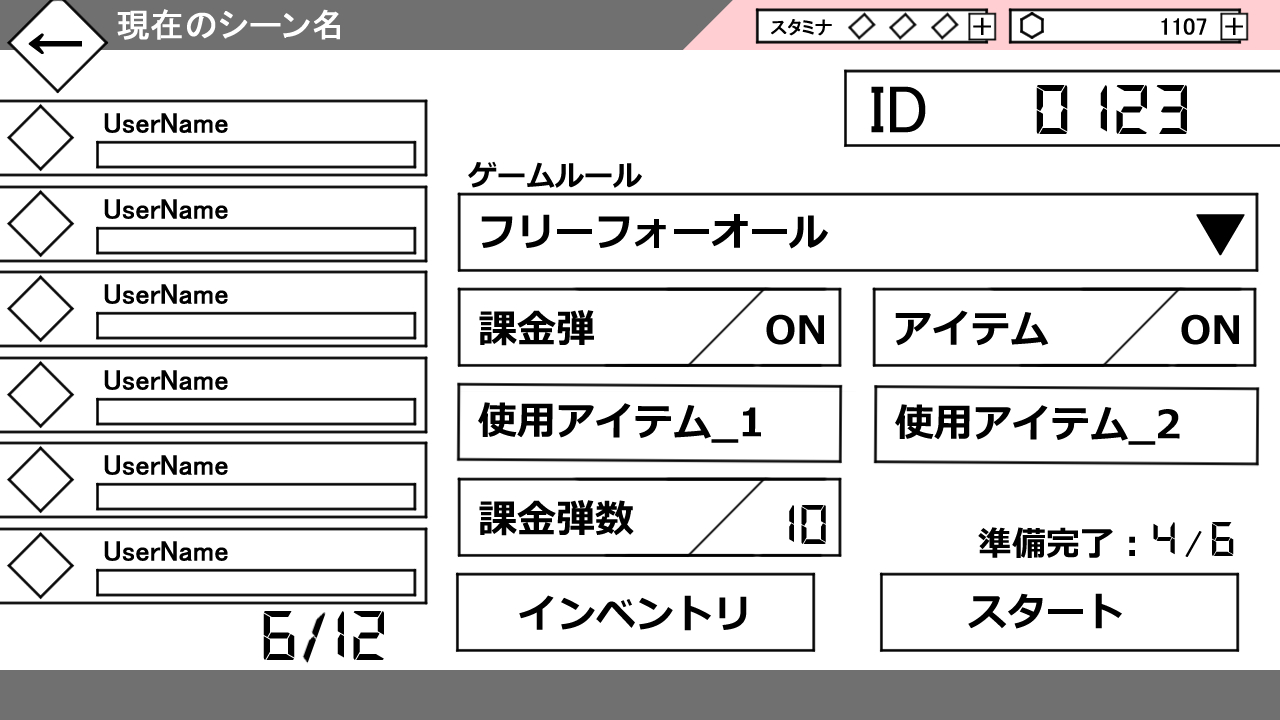 現在のシーン名
スタミナ
1107
ID 0123
UserName
UserName
UserName
UserName
UserName
UserName
6/12
ゲームルール
フリーフォーオール
課金弾 ON
アイテム ON
使用アイテム_1
使用アイテム_2
課金弾数 10
準備完了:4/6
インベントリ
スタート